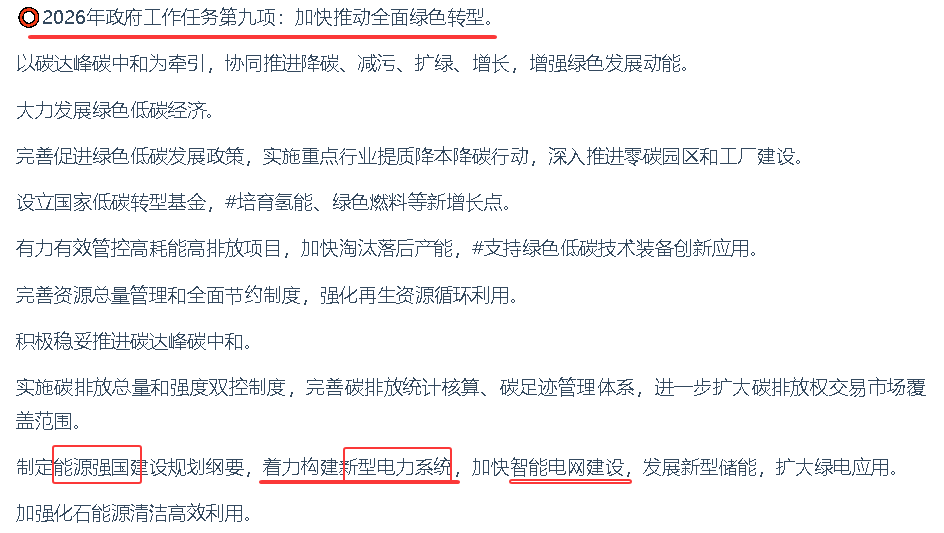 2026年政府工作任务第九项：加快推动全面绿色转型。
以碳达峰碳中和为牵引，协同推进降碳、减污、扩绿、增长，增强绿色发展动能。
大力发展绿色低碳经济。
完善促进绿色低碳发展政策，实施重点行业提质降本降碳行动，深入推进零碳园区和工厂建设。
设立国家低碳转型基金，#培育氢能、绿色燃料等新增长点。
有力有效管控高耗能高排放项目，加快淘汰落后产能，#支持绿色低碳技术装备创新应用。
完善资源总量管理和全面节约制度，强化再生资源循环利用。
积极稳妥推进碳达峰碳中和。
实施碳排放总量和强度双控制度，完善碳排放统计核算、碳足迹管理体系，进一步扩大碳排放权交易市场覆
盖范围。
制定能源强国建设规划纲要，着力构建新型电力系统，加快智能电网建设，发展新型储能，扩大绿电应用。
加强化石能源清洁高效利用。